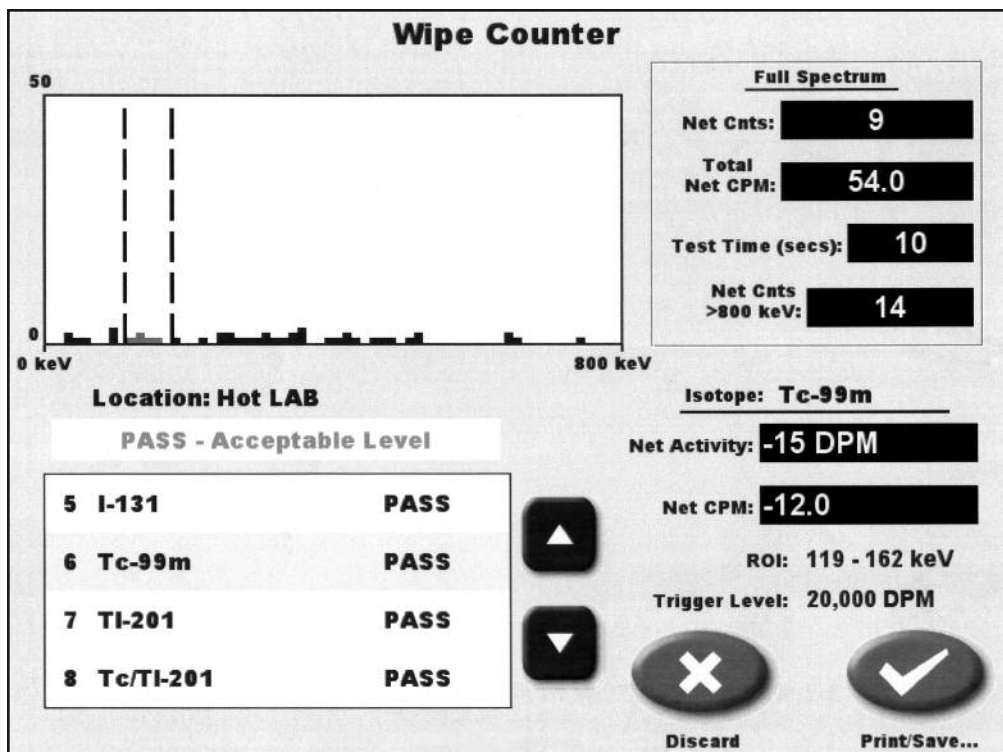 Wipe Counter
50
0
0 keV
800 keV
Full Spectrum
Net Cnts: 9
Total
Net CPM: 54.0
Test Time (secs): 10
Net Cnts
>800 keV: 14
Location: Hot LAB
PASS - Acceptable Level
5 I-131 PASS
6 Tc-99m PASS
7 Tl-201 PASS
8 Tc/Tl-201 PASS
Isotope: Tc-99m
Net Activity: -15 DPM
Net CPM: -12.0
ROI: 119 - 162 keV
Trigger Level: 20,000 DPM
Discard
Print/Save...